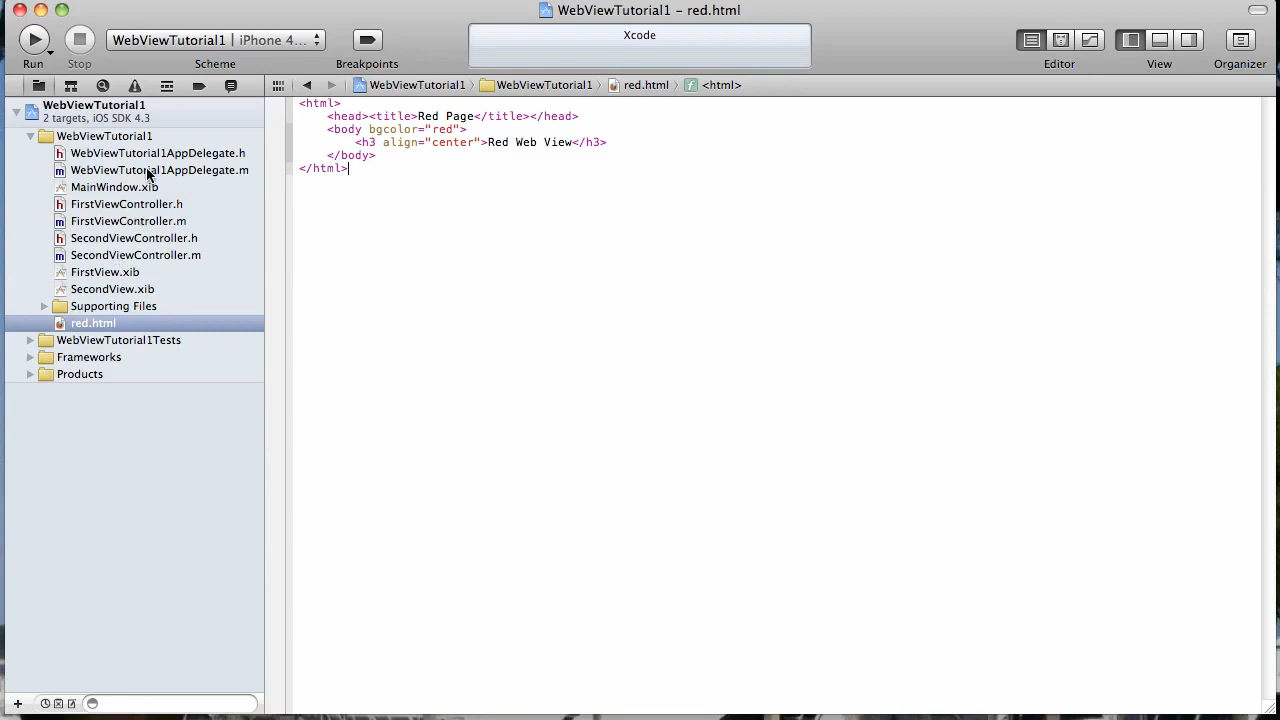 WebViewTutorial1 – red.html
WebViewTutorial1 | iPhone 4...
Xcode
Run
Stop
Scheme
Breakpoints
Editor
View
Organizer
WebViewTutorial1
WebViewTutorial1
red.html
<html>
WebViewTutorial1
2 targets, iOS SDK 4.3
WebViewTutorial1
WebViewTutorial1AppDelegate.h
WebViewTutorial1AppDelegate.m
MainWindow.xib
FirstViewController.h
FirstViewController.m
SecondViewController.h
SecondViewController.m
FirstView.xib
SecondView.xib
Supporting Files
red.html
WebViewTutorial1Tests
Frameworks
Products
<html>
<head><title>Red Page</title></head>
<body bgcolor="red">
<h3 align="center">Red Web View</h3>
</body>
</html>